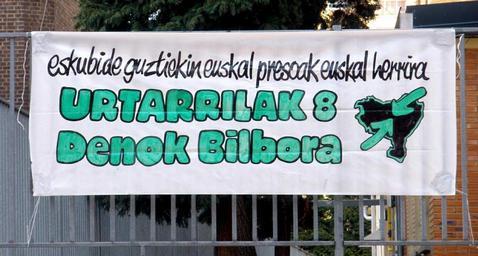 eskubide guztiekin euskal presoak euskal herrira
URTARRILAK 8
Denok Bilbora